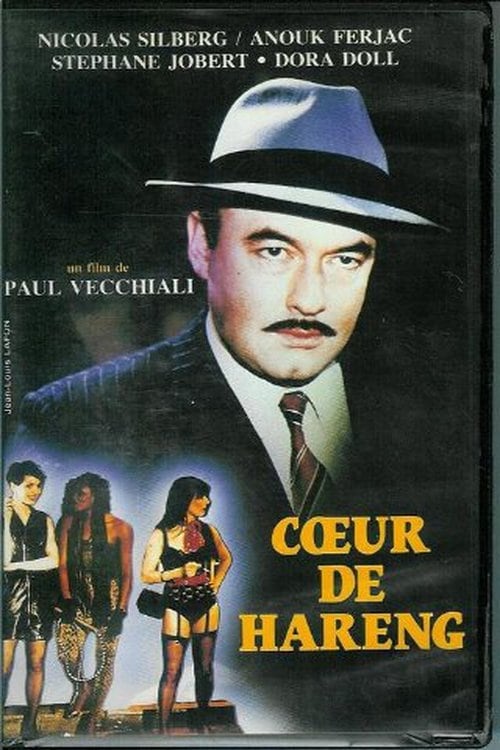 NICOLAS SILBERG / ANOUK FERJAC
STEPHANE JOBERT • DORA DOLL
un film de
PAUL VECCHIALI
Jean-Louis LAFON
CŒUR
DE
HARENG